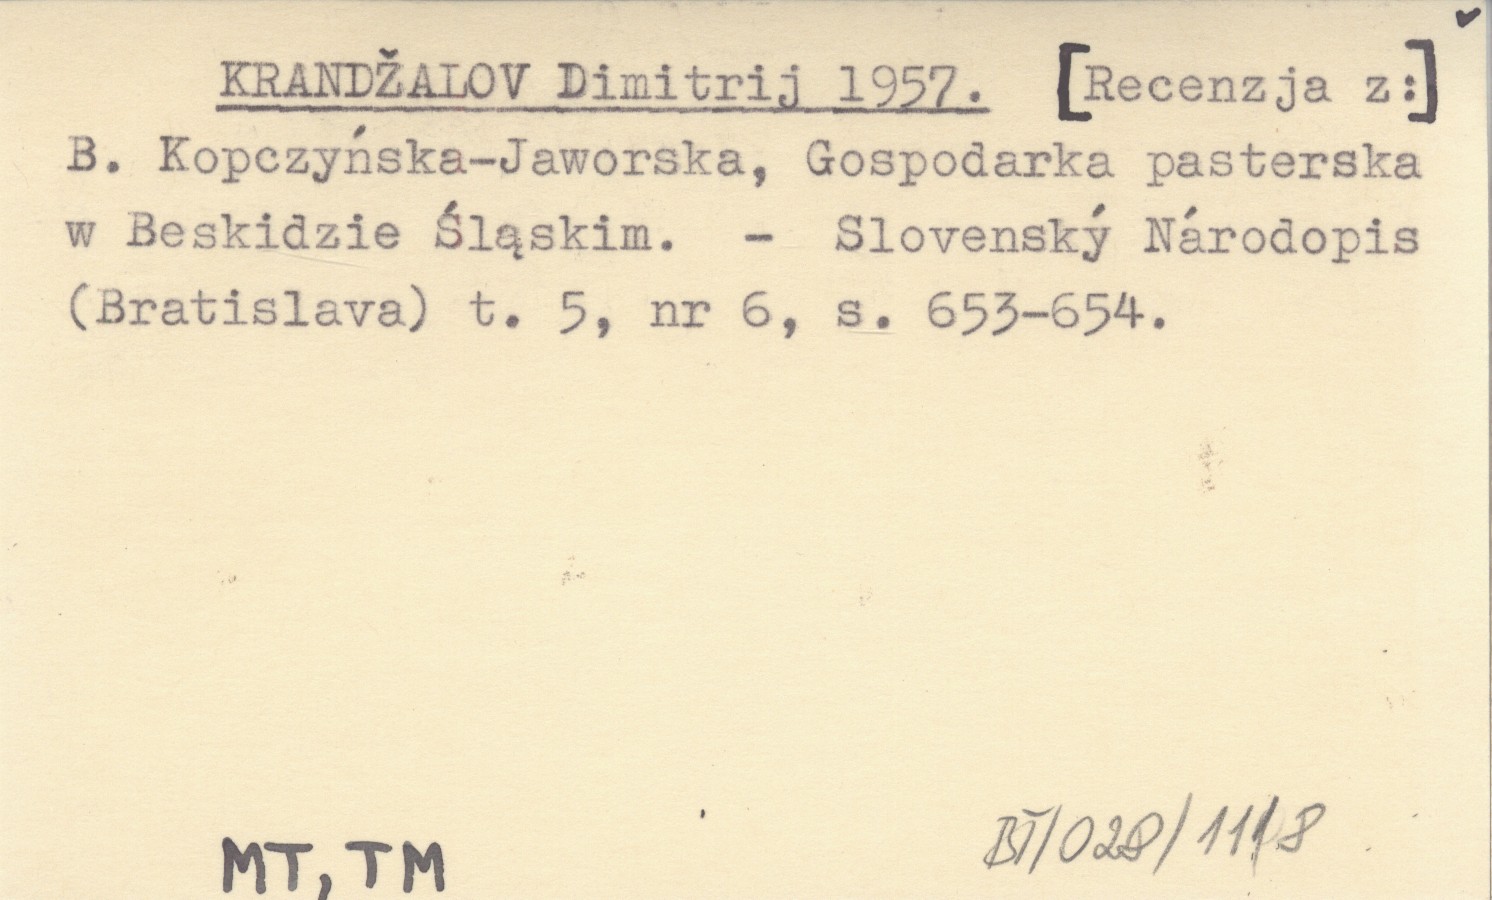 KRANDŽALOV Dimitrij 1957. [Recenzja z:]
B. Kopczyńska-Jaworska, Gospodarka pasterska
w Beskidzie Śląskim. - Slovenský Národopis
(Bratislava) t. 5, nr 6, s. 653-654.
MT, TM